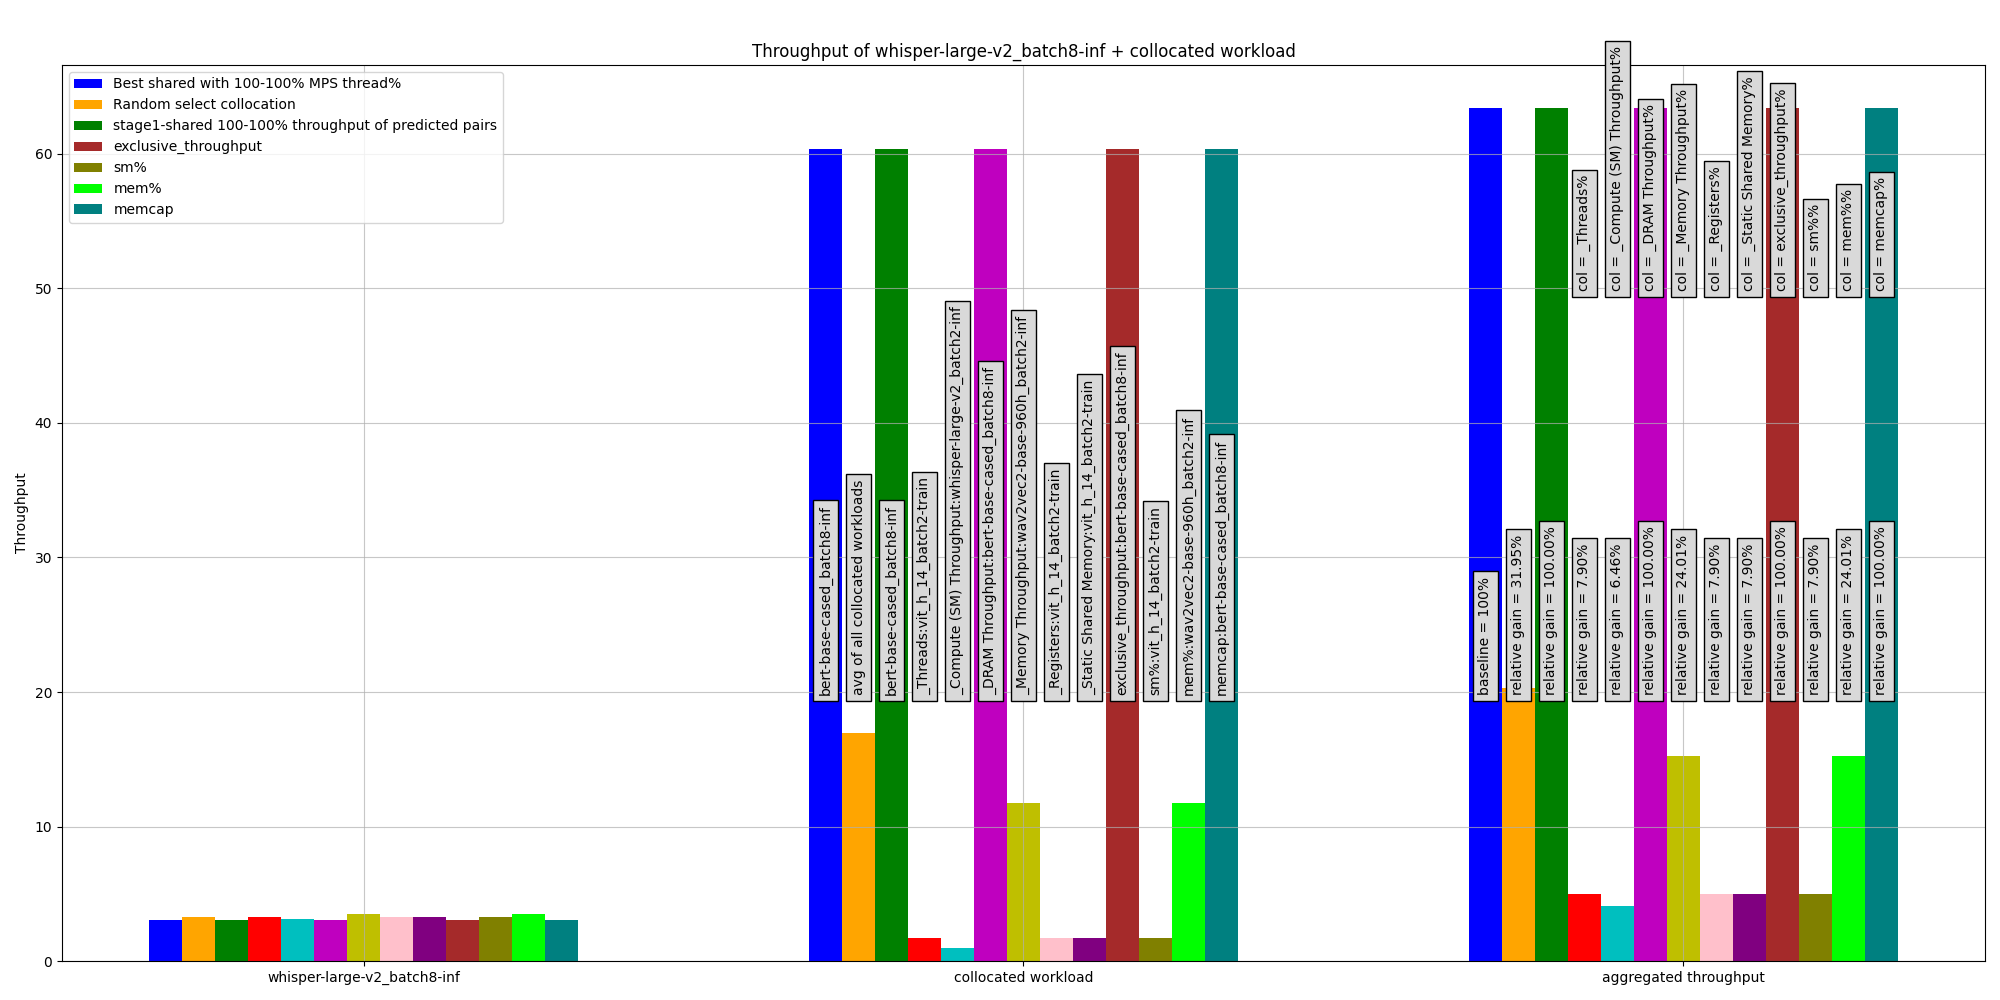 Throughput of whisper-large-v2_batch8-inf + collocated workload
Best shared with 100-100% MPS thread%
Random select collocation
stage1-shared 100-100% throughput of predicted pairs
exclusive_throughput
sm%
mem%
memcap
Throughput
60
50
40
30
20
10
0
bert-base-cased_batch8-inf
avg of all collocated workloads
bert-base-cased_batch8-inf
_Threads:vit_h_14_batch2-train
_Compute (SM) Throughput:whisper-large-v2_batch2-inf
_DRAM Throughput:bert-base-cased_batch8-inf
_Memory Throughput:wav2vec2-base-960h_batch2-inf
_Registers:vit_h_14_batch2-train
_Static Shared Memory:vit_h_14_batch2-train
exclusive_throughput:bert-base-cased_batch8-inf
sm%:vit_h_14_batch2-train
mem%:wav2vec2-base-960h_batch2-inf
memcap:bert-base-cased_batch8-inf
col = _Threads%
col = _Compute (SM) Throughput%
col = _DRAM Throughput%
col = _Memory Throughput%
col = _Registers%
col = _Static Shared Memory%
col = exclusive_throughput%
col = sm%%
col = mem%%
col = memcap%
baseline = 100%
relative gain = 31.95%
relative gain = 100.00%
relative gain = 7.90%
relative gain = 6.46%
relative gain = 100.00%
relative gain = 24.01%
relative gain = 7.90%
relative gain = 7.90%
relative gain = 100.00%
relative gain = 7.90%
relative gain = 24.01%
relative gain = 100.00%
whisper-large-v2_batch8-inf
collocated workload
aggregated throughput